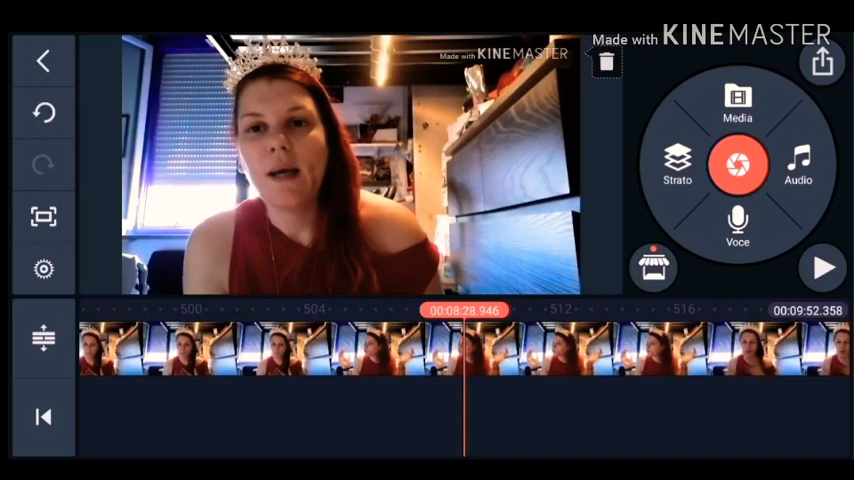 Made with KINEMASTER
Made with KINEMASTER
Media
Strato
Audio
Voce
500
504
00:08:28.946
512
516
00:09:52.358